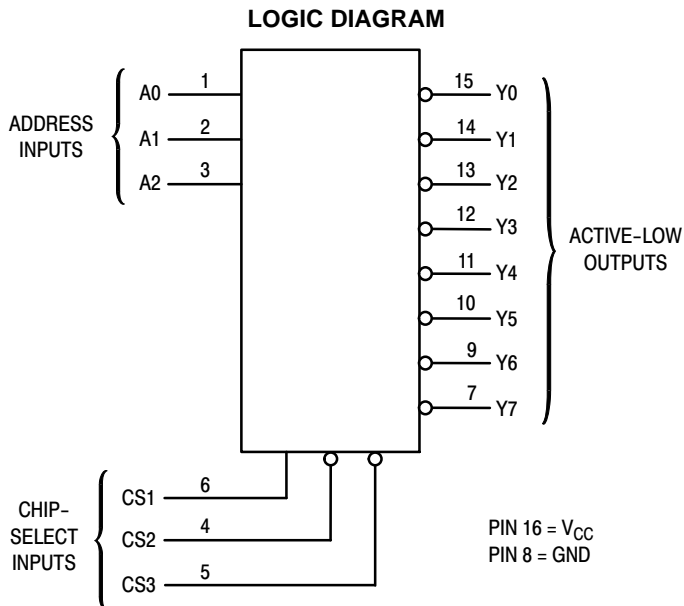 LOGIC DIAGRAM
ADDRESS
INPUTS
A0 1
A1 2
A2 3
15 Y0
14 Y1
13 Y2
12 Y3
11 Y4
10 Y5
9 Y6
7 Y7
ACTIVE-LOW
OUTPUTS
CHIP-
SELECT
INPUTS
CS1 6
CS2 4
CS3 5
PIN 16 = VCC
PIN 8 = GND